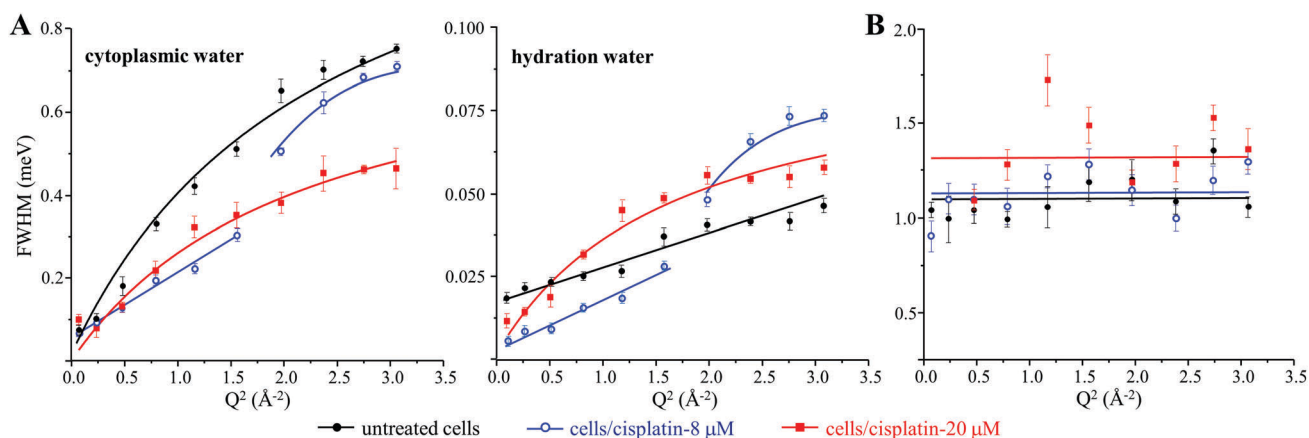 A
cytoplasmic water
FWHM (meV)
0.8
0.6
0.4
0.2
0.0 0.5 1.0 1.5 2.0 2.5 3.0 3.5
Q² (Å⁻²)
hydration water
0.100
0.075
0.050
0.025
0.0 0.5 1.0 1.5 2.0 2.5 3.0 3.5
Q² (Å⁻²)
B
2.0
1.5
1.0
0.5
0.0 0.5 1.0 1.5 2.0 2.5 3.0 3.5
Q² (Å⁻²)
untreated cells cells/cisplatin-8 μM cells/cisplatin-20 μM